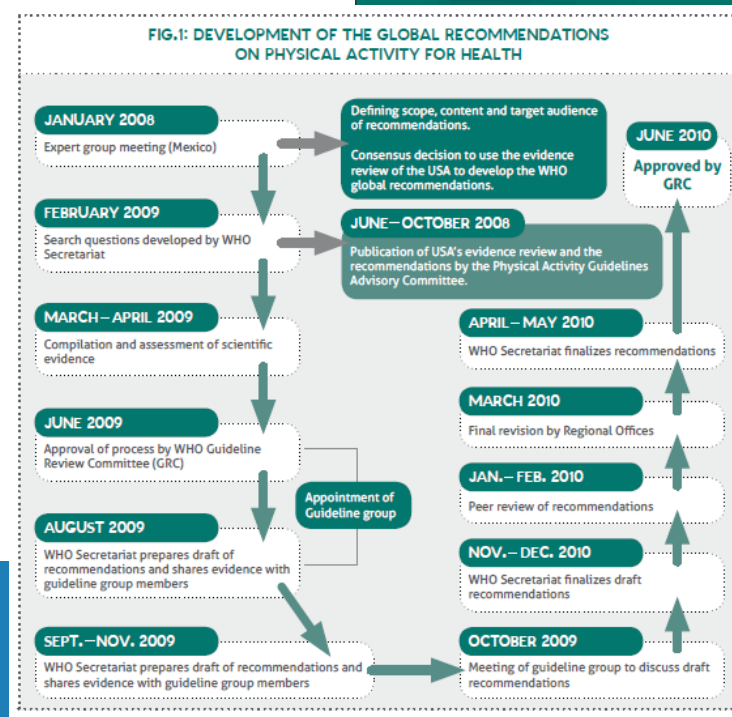 FIG.1: DEVELOPMENT OF THE GLOBAL RECOMMENDATIONS
ON PHYSICAL ACTIVITY FOR HEALTH
JANUARY 2008
Expert group meeting (Mexico)
Defining scope, content and target audience
of recommendations.
Consensus decision to use the evidence
review of the USA to develop the WHO
global recommendations.
FEBRUARY 2009
Search questions developed by WHO
Secretariat
JUNE—OCTOBER 2008
Publication of USA's evidence review and the
recommendations by the Physical Activity Guidelines
Advisory Committee.
MARCH—APRIL 2009
Compilation and assessment of scientific
evidence
JUNE 2009
Approval of process by WHO Guideline
Review Committee (GRC)
Appointment of
Guideline group
AUGUST 2009
WHO Secretariat prepares draft of
recommendations and shares evidence with
guideline group members
SEPT.—NOV. 2009
WHO Secretariat prepares draft of recommendations and
shares evidence with guideline group members
OCTOBER 2009
Meeting of guideline group to discuss draft
recommendations
NOV.— DEC. 2010
WHO Secretariat finalizes draft
recommendations
JAN.— FEB. 2010
Peer review of recommendations
MARCH 2010
Final revision by Regional Offices
APRIL— MAY 2010
WHO Secretariat finalizes recommendations
JUNE 2010
Approved by
GRC